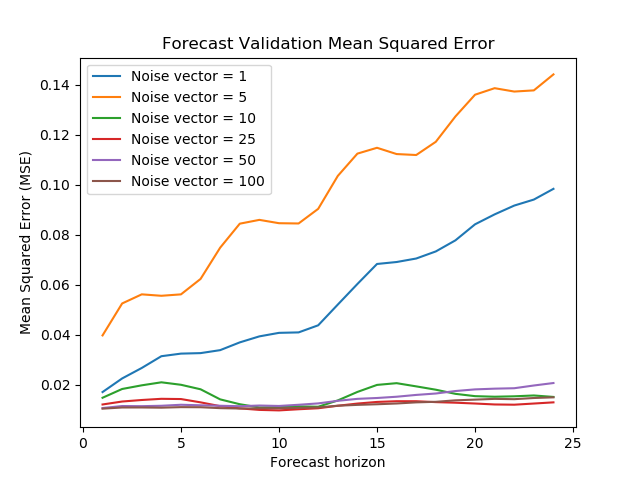 Forecast Validation Mean Squared Error
Noise vector = 1
Noise vector = 5
Noise vector = 10
Noise vector = 25
Noise vector = 50
Noise vector = 100
Mean Squared Error (MSE)
0.14
0.12
0.10
0.08
0.06
0.04
0.02
0 5 10 15 20 25
Forecast horizon